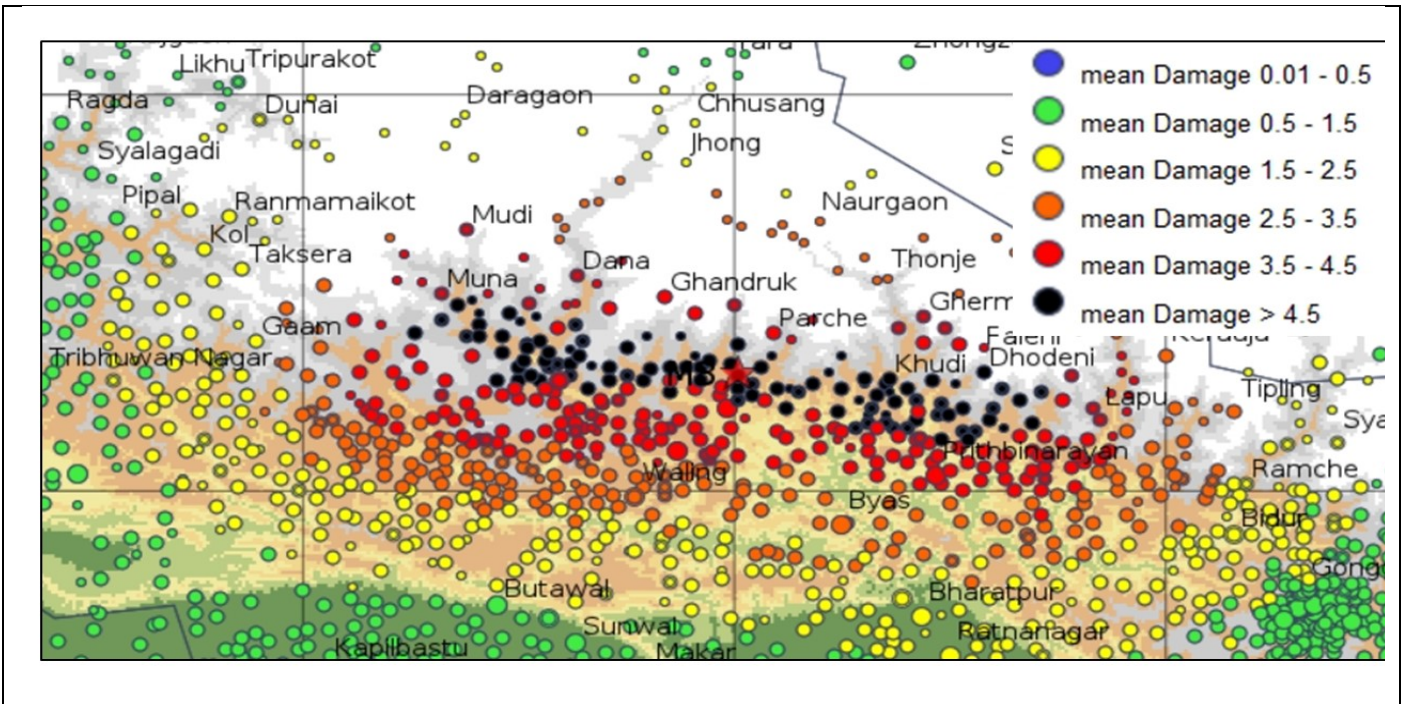 Likhu
Tripurakot
Ragda
Dunai
Daragaon
Chhusang
Jhong
Syalagadi
Pipal
Ranmamaikot
Mudi
Naurgaon
Kol
Taksera
Muna
Dana
Ghandruk
Thonje
Gherm
Parche
Gaam
Tribhuwan Nagar
M8
Khudi
Dhodeni
Lapu
Tipling
Sya
Waling
Prithbinarayan
Ramche
Byas
Bidur
Gong
Butawal
Bharatpur
Sunwal
Ratnanagar
Kapilbastu
Makar
mean Damage 0.01 - 0.5
mean Damage 0.5 - 1.5
mean Damage 1.5 - 2.5
mean Damage 2.5 - 3.5
mean Damage 3.5 - 4.5
mean Damage > 4.5